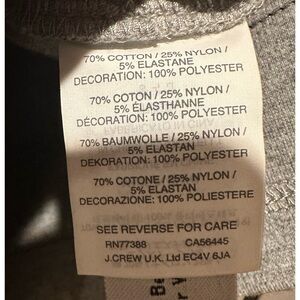 70% COTTON / 25% NYLON /
5% ELASTANE
DECORATION: 100% POLYESTER
70% COTON / 25% NYLON /
5% ÉLASTHANNE
DÉCORATION: 100% POLYESTER
70% BAUMWOLLE / 25% NYLON /
5% ELASTAN
DEKORATION: 100% POLYESTER
70% COTONE / 25% NYLON /
5% ELASTAN
DECORAZIONE: 100% POLIESTERE
SEE REVERSE FOR CARE
RN77388 CA56445
J.CREW U.K. Ltd EC4V 6JA